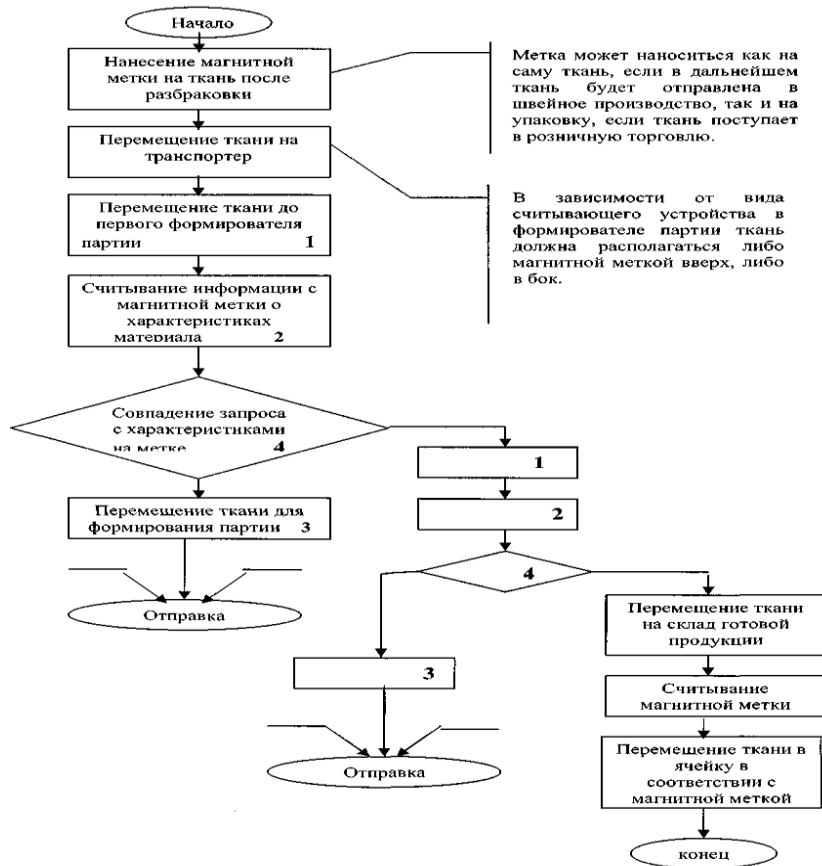 Начало
Нанесение магнитной
метки на ткань после
разбраковки
Метка может наноситься как на
саму ткань, если в дальнейшем
ткань будет отправлена в
швейное производство, так и на
упаковку, если ткань поступает
в розничную торговлю.
Перемещение ткани на
транспортер
В зависимости от вида
считывающего устройства в
формирователе партии ткань
должна располагаться либо
магнитной меткой вверх, либо
в бок.
Перемещение ткани до
первого формирователя
партии 1
Считывание информации с
магнитной метки о
характеристиках
материала 2
Совпадение запроса
с характеристиками
на метке 4
1
2
Перемещение ткани для
формирования партии 3
4
Отправка
3
Отправка
Перемещение ткани
на склад готовой
продукции
Считывание
магнитной метки
Перемещение ткани в
ячейку в
соответствии с
магнитной меткой
конец